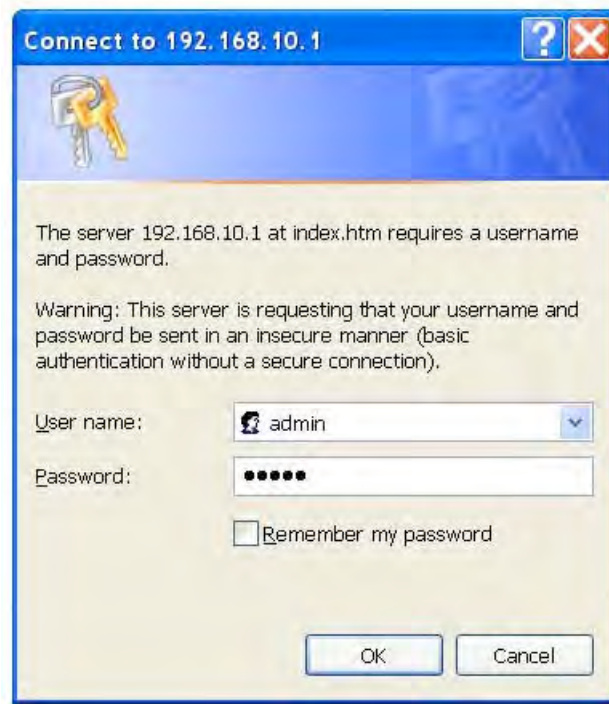 Connect to 192.168.10.1
The server 192.168.10.1 at index.htm requires a username
and password.
Warning: This server is requesting that your username and
password be sent in an insecure manner (basic
authentication without a secure connection).
User name: admin
Password: •••••
Remember my password
OK Cancel